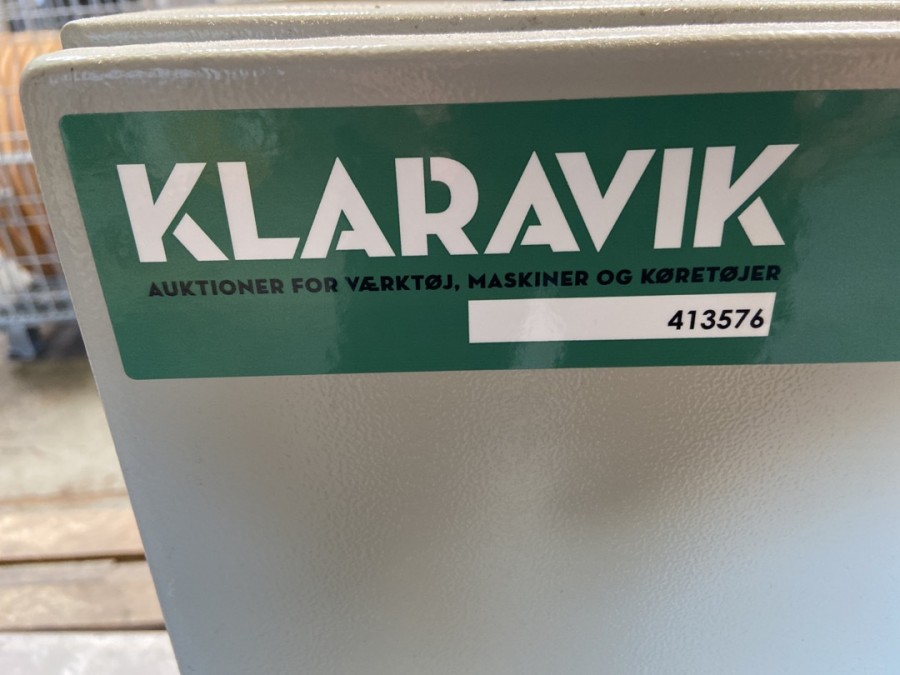 KLARAVIK
AUKTIONER FOR VÆRKTØJ, MASKINER OG KØRETØJER
413576